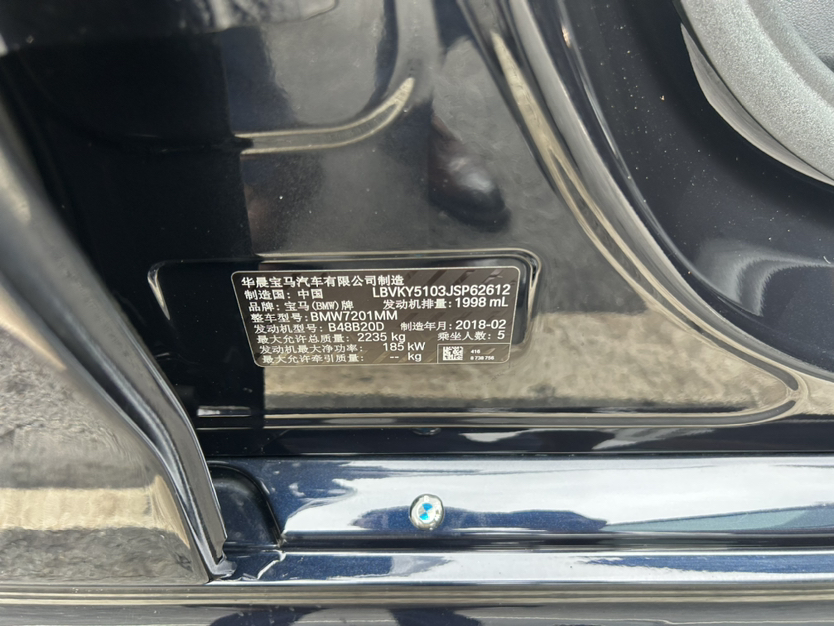 华晨宝马汽车有限公司制造
制造国：中国 LBVKY5103JSP62612
品牌：宝马(BMW)牌 发动机排量：1998 mL
整车型号：BMW7201MM
发动机型号：B48B20D 制造年月：2018-02
最大允许总质量：2235 kg 乘坐人数：5
发动机最大净功率：185 kW
最大允许牵引质量：-- kg